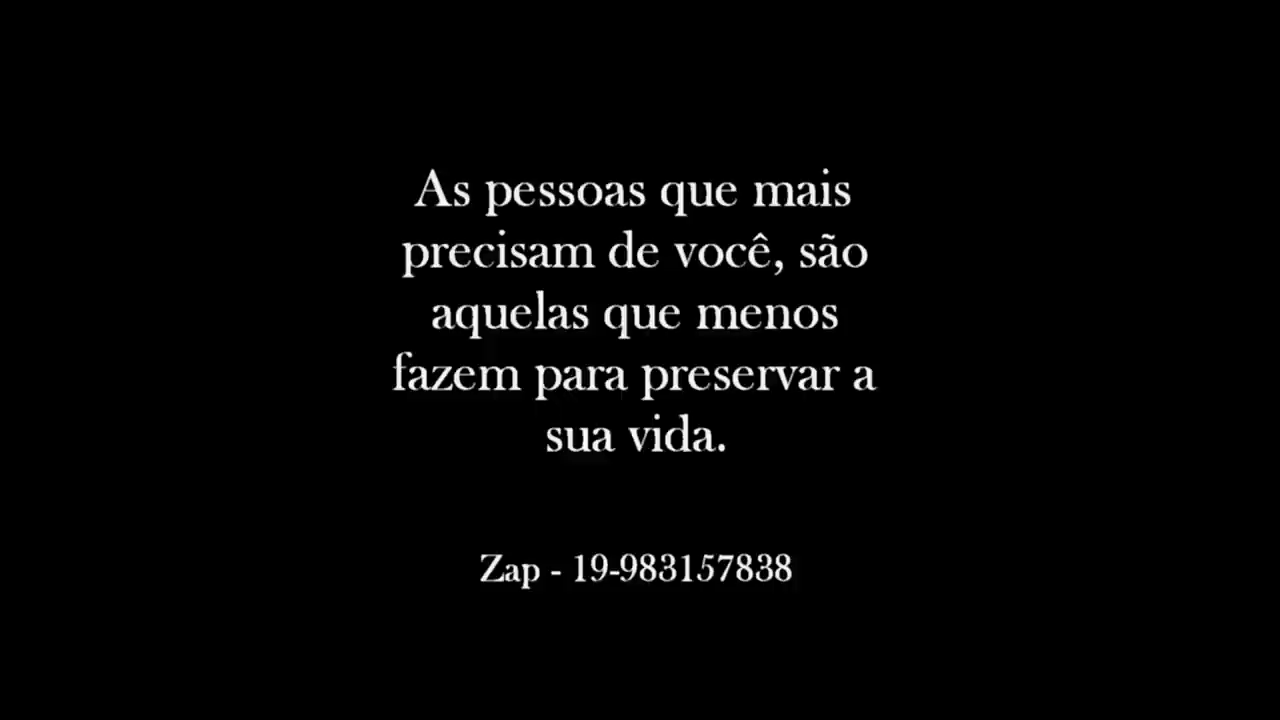 As pessoas que mais
precisam de você, são
aquelas que menos
fazem para preservar a
sua vida.
Zap - 19-983157838